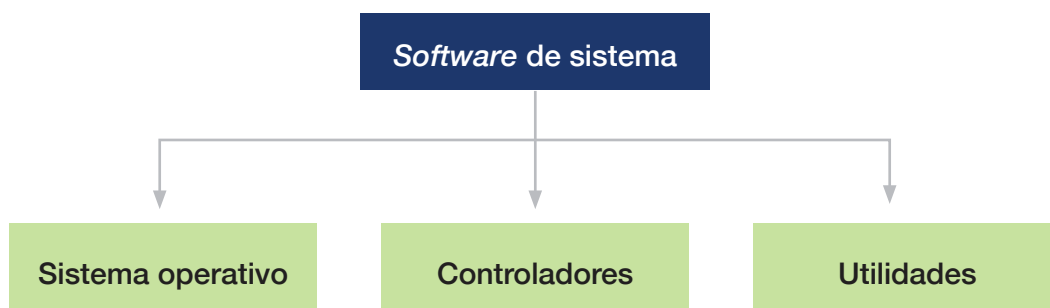 Software de sistema
Sistema operativo
Controladores
Utilidades